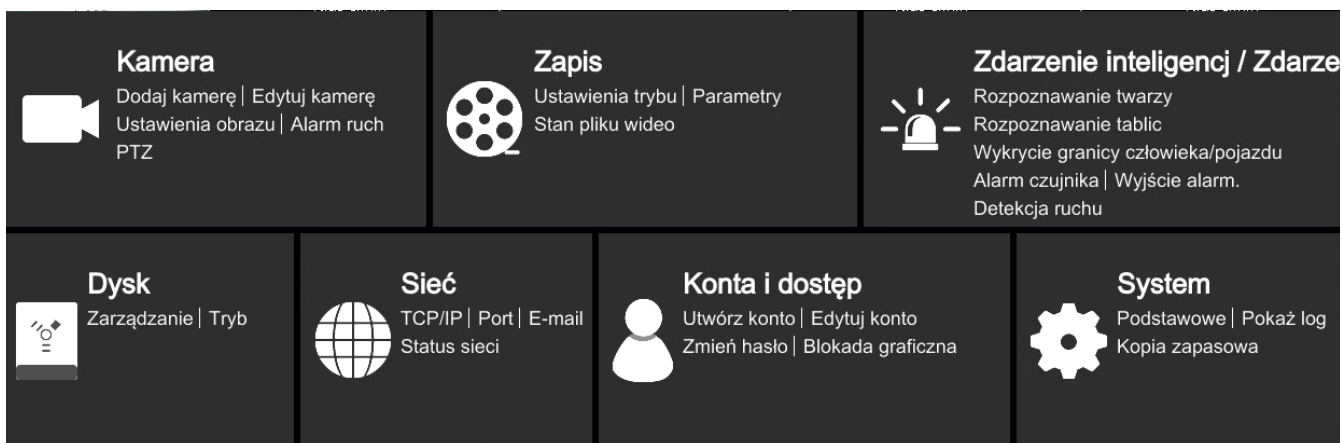 Kamera
Dodaj kamerę | Edytuj kamerę
Ustawienia obrazu | Alarm ruch
PTZ
Zapis
Ustawienia trybu | Parametry
Stan pliku wideo
Zdarzenie inteligencj / Zdarze
Rozpoznawanie twarzy
Rozpoznawanie tablic
Wykrycie granicy człowieka/pojazdu
Alarm czujnika | Wyjście alarm.
Detekcja ruchu
Dysk
Zarządzanie | Tryb
Sieć
TCP/IP | Port | E-mail
Status sieci
Konta i dostęp
Utwórz konto | Edytuj konto
Zmień hasło | Blokada graficzna
System
Podstawowe | Pokaż log
Kopia zapasowa